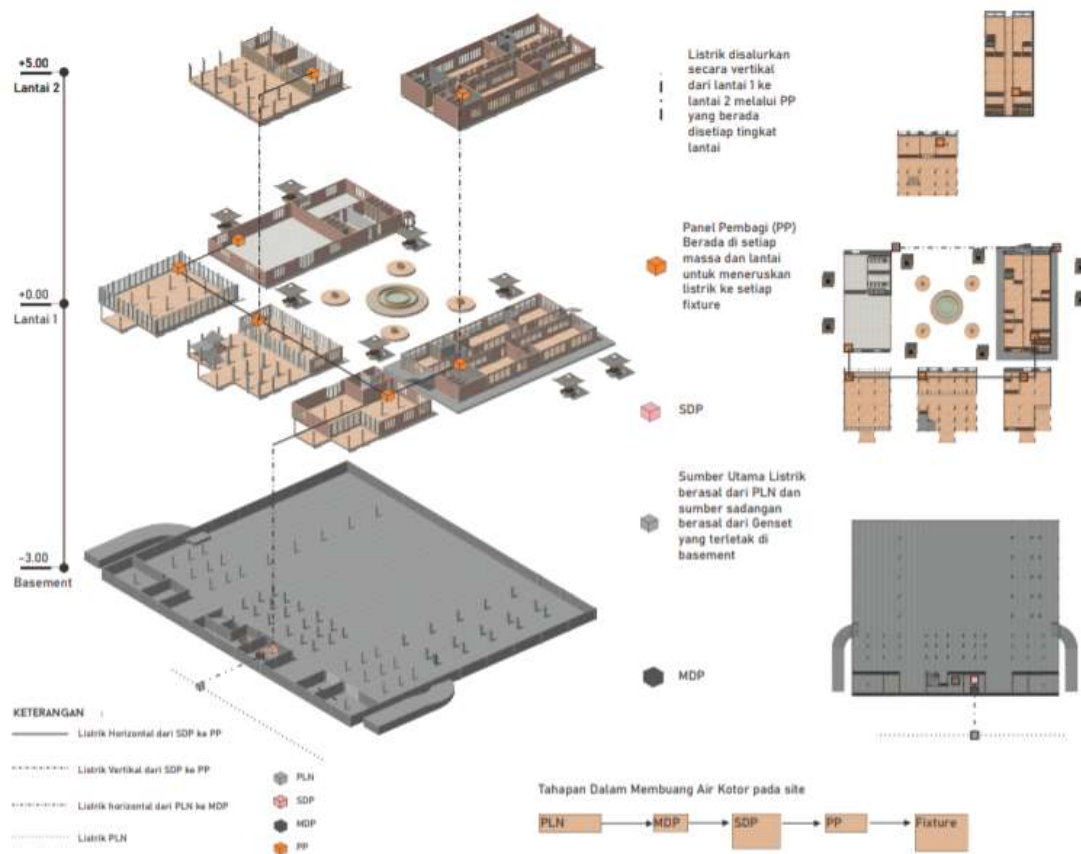 +5.00
Lantai 2
+0.00
Lantai 1
-3.00
Basement
Listrik disalurkan
secara vertikal
dari lantai 1 ke
lantai 2 melalui PP
yang berada
disetiap tingkat
lantai
Panel Pembagi (PP)
Berada di setiap
massa dan lantai
untuk meneruskan
listrik ke setiap
fixture
SDP
Sumber Utama Listrik
berasal dari PLN dan
sumber sadangan
berasal dari Genset
yang terletak di
basement
MDP
KETERANGAN :
Listrik Horizontal dari SDP ke PP
Listrik Vertikal dari SDP ke PP
Listrik horizontal dari PLN ke MDP
Listrik PLN
PLN
SDP
MDP
PP
Tahapan Dalam Membuang Air Kotor pada site
PLN
MDP
SDP
PP
Fixture